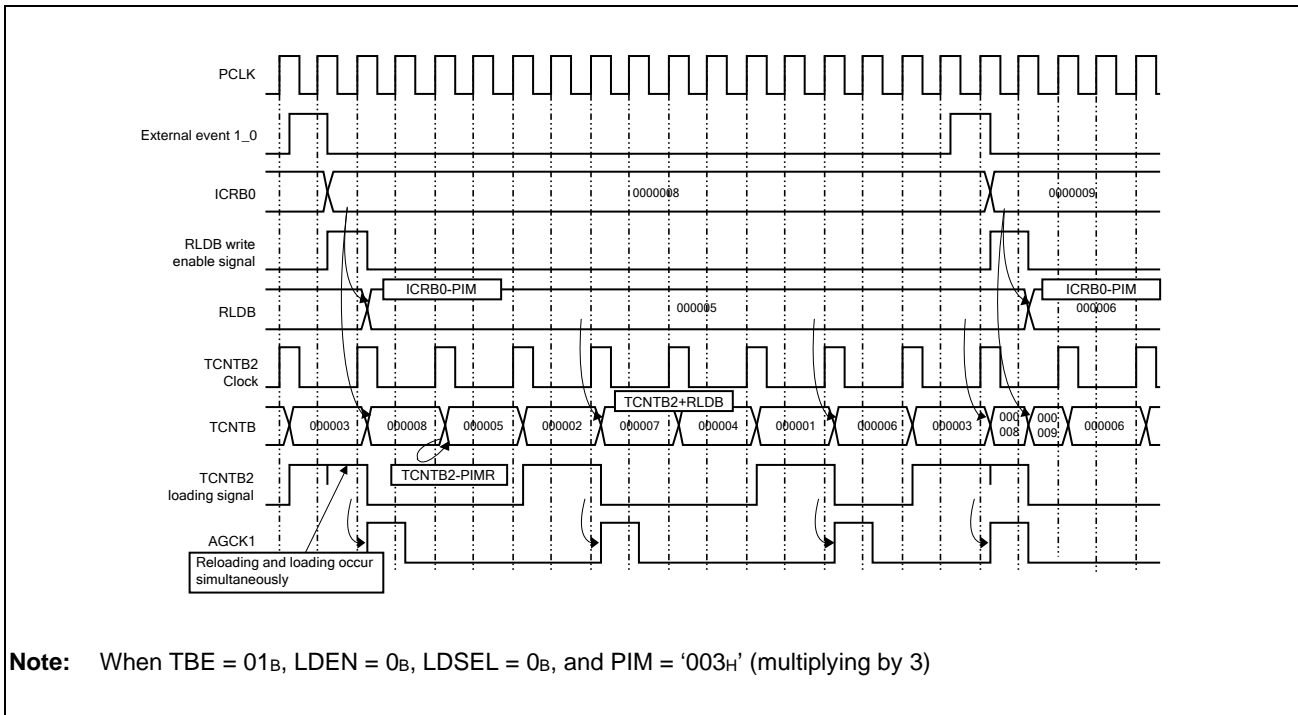 PCLK
External event 1_0
ICRB0
0000008
0000009
RLDB write
enable signal
ICRB0-PIM
ICRB0-PIM
RLDB
000005
000006
TCNTB2
Clock
TCNTB2+RLDB
TCNTB
000003
000008
000005
000002
000007
000004
000001
000006
000003
000
008
000
009
000006
TCNTB2
loading signal
TCNTB2-PIMR
AGCK1
Reloading and loading occur
simultaneously
Note: When TBE = 01B, LDEN = 0B, LDSEL = 0B, and PIM = ‘003H’ (multiplying by 3)